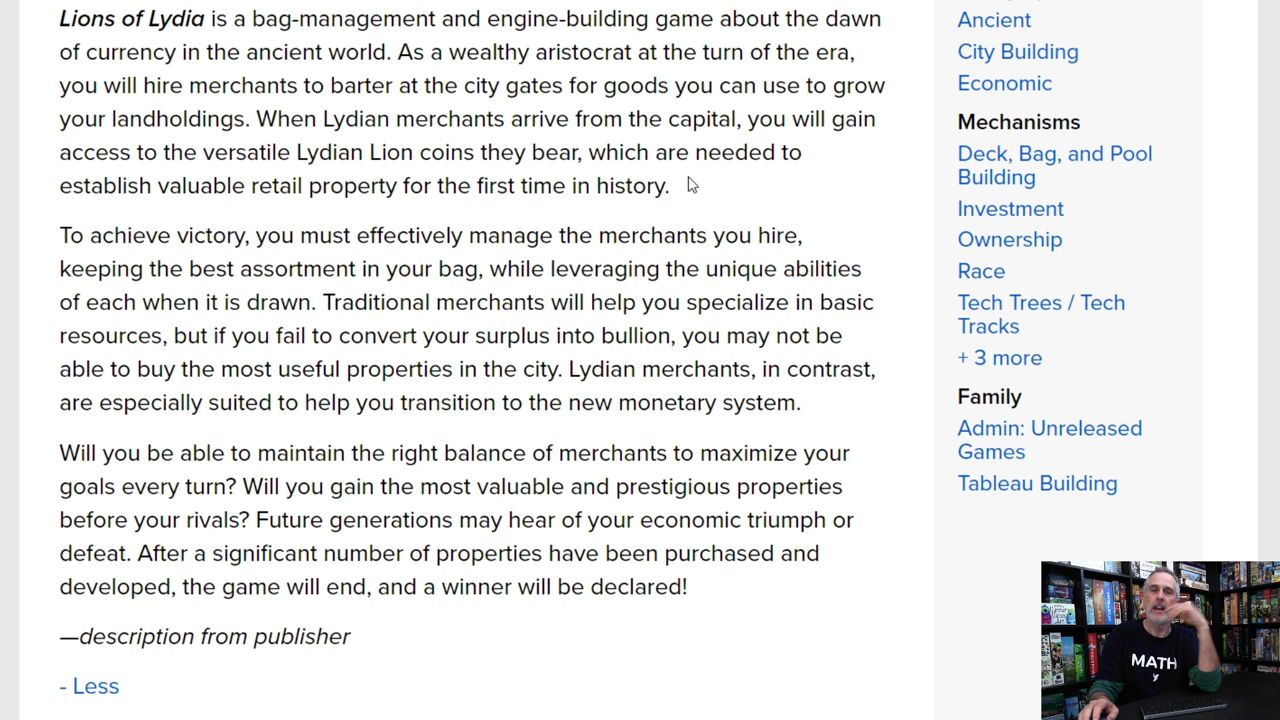 Lions of Lydia is a bag-management and engine-building game about the dawn
of currency in the ancient world. As a wealthy aristocrat at the turn of the era,
you will hire merchants to barter at the city gates for goods you can use to grow
your landholdings. When Lydian merchants arrive from the capital, you will gain
access to the versatile Lydian Lion coins they bear, which are needed to
establish valuable retail property for the first time in history.
To achieve victory, you must effectively manage the merchants you hire,
keeping the best assortment in your bag, while leveraging the unique abilities
of each when it is drawn. Traditional merchants will help you specialize in basic
resources, but if you fail to convert your surplus into bullion, you may not be
able to buy the most useful properties in the city. Lydian merchants, in contrast,
are especially suited to help you transition to the new monetary system.
Will you be able to maintain the right balance of merchants to maximize your
goals every turn? Will you gain the most valuable and prestigious properties
before your rivals? Future generations may hear of your economic triumph or
defeat. After a significant number of properties have been purchased and
developed, the game will end, and a winner will be declared!
—description from publisher
- Less
Ancient
City Building
Economic
Mechanisms
Deck, Bag, and Pool
Building
Investment
Ownership
Race
Tech Trees / Tech
Tracks
+ 3 more
Family
Admin: Unreleased
Games
Tableau Building
MATH